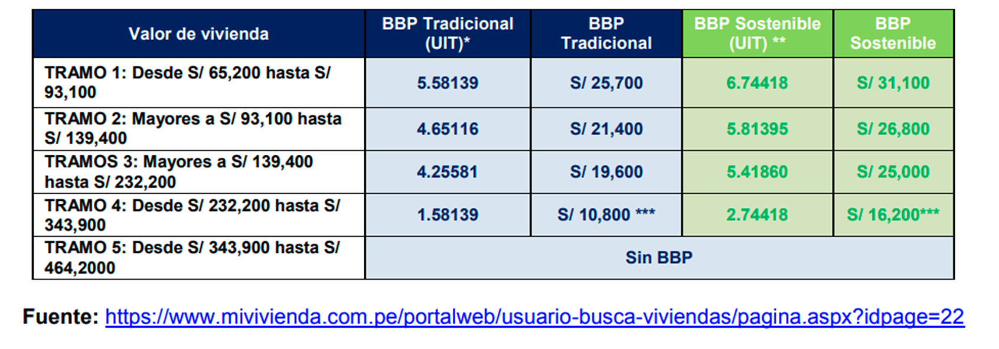 Valor de vivienda
BBP Tradicional
(UIT)*
BBP
Tradicional
BBP Sostenible
(UIT) **
BBP
Sostenible
TRAMO 1: Desde S/ 65,200 hasta S/
93,100
5.58139
S/ 25,700
6.74418
S/ 31,100
TRAMO 2: Mayores a S/ 93,100 hasta
S/ 139,400
4.65116
S/ 21,400
5.81395
S/ 26,800
TRAMOS 3: Mayores a S/ 139,400
hasta S/ 232,200
4.25581
S/ 19,600
5.41860
S/ 25,000
TRAMO 4: Desde S/ 232,200 hasta S/
343,900
1.58139
S/ 10,800 ***
2.74418
S/ 16,200***
TRAMO 5: Desde S/ 343,900 hasta S/
464,2000
Sin BBP
Fuente: https://www.mivivienda.com.pe/portalweb/usuario-busca-viviendas/pagina.aspx?idpage=22